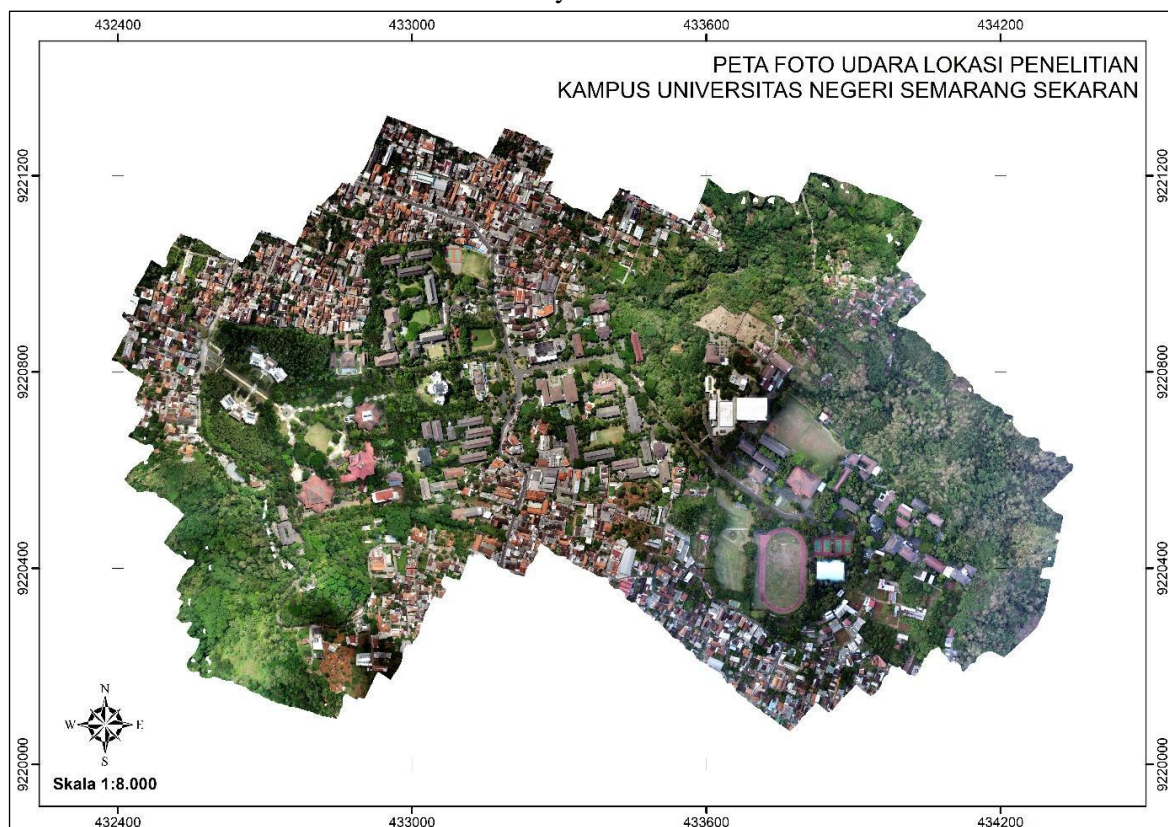 432400 433000 433600 434200
PETA FOTO UDARA LOKASI PENELITIAN
KAMPUS UNIVERSITAS NEGERI SEMARANG SEKARAN
9221200 9221200
9220800 9220800
9220400 9220400
N
W E
S
9220000 9220000
Skala 1:8.000
432400 433000 433600 434200